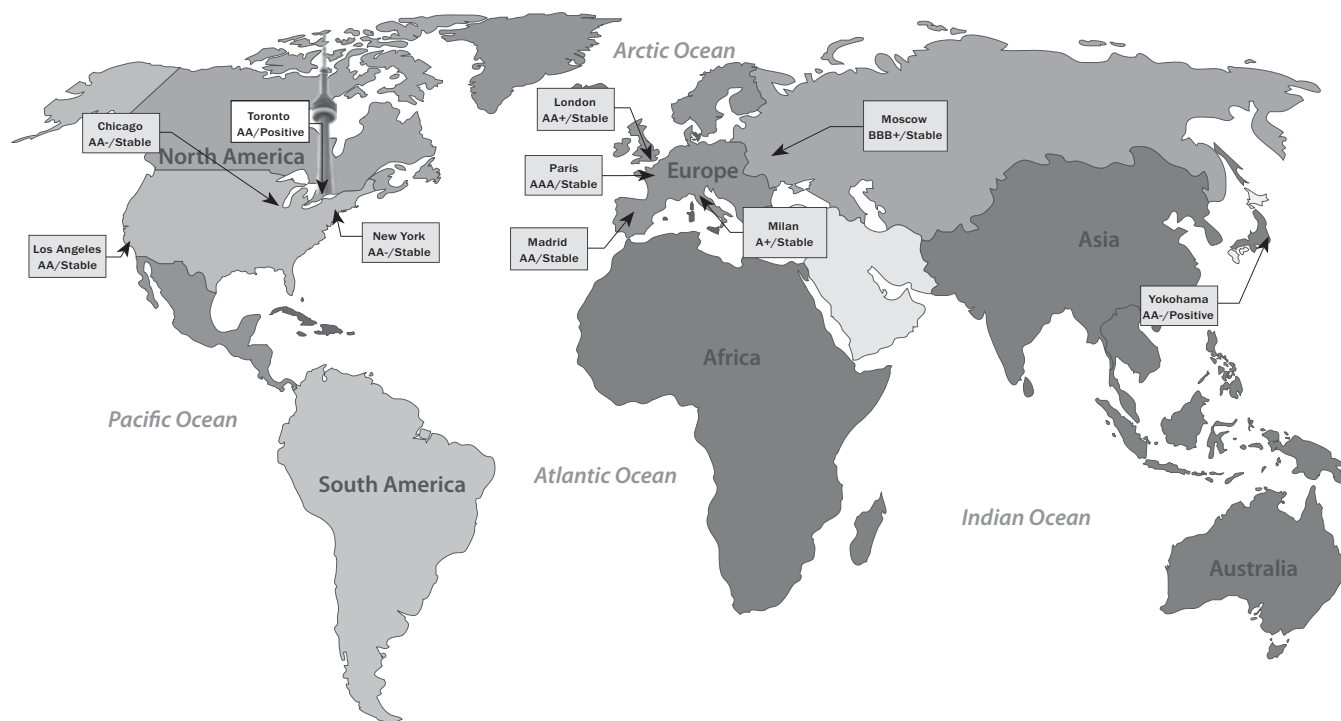 Arctic Ocean
London
AA+/Stable
Toronto
AA/Positive
Chicago
AA-/Stable
Moscow
BBB+/Stable
North America
Paris
AAA/Stable
Europe
New York
AA-/Stable
Los Angeles
AA/Stable
Madrid
AA/Stable
Milan
A+/Stable
Asia
Yokohama
AA-/Positive
Africa
Pacific Ocean
Atlantic Ocean
South America
Indian Ocean
Australia